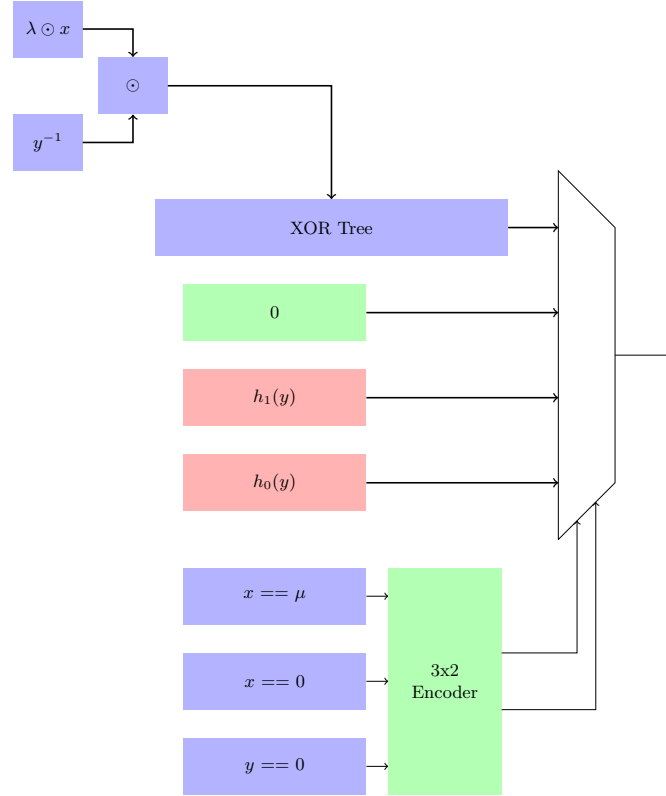 λ ⊙ x
⊙
y⁻¹
XOR Tree
0
h₁(y)
h₀(y)
x == μ
x == 0
y == 0
3x2
Encoder